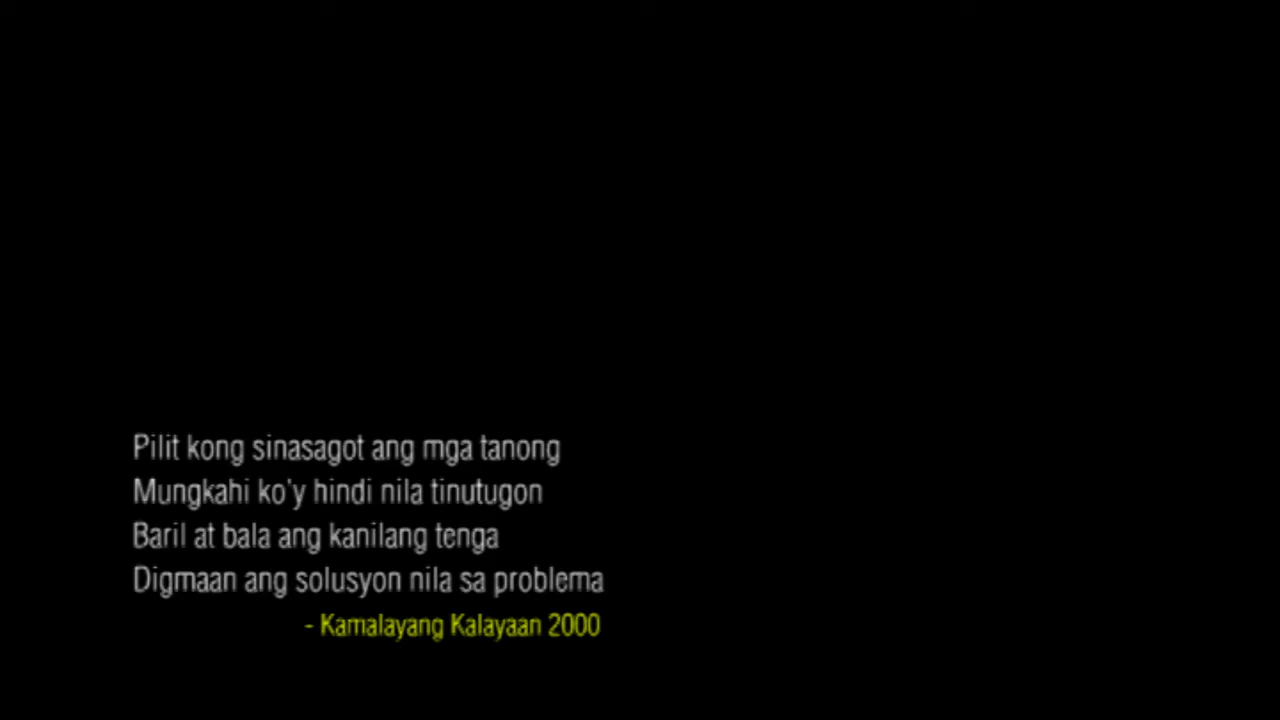 Pilit kong sinasagot ang mga tanong
Mungkahi ko'y hindi nila tinutugon
Baril at bala ang kanilang tenga
Digmaan ang solusyon nila sa problema
- Kamalayang Kalayaan 2000